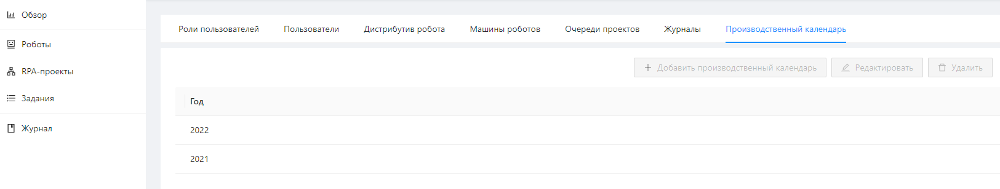 Обзор
Роботы
RPA-проекты
Задания
Журнал
Роли пользователей Пользователи Дистрибутив робота Машины роботов Очереди проектов Журналы Производственный календарь
Добавить производственный календарь Редактировать Удалить
Год
2022
2021